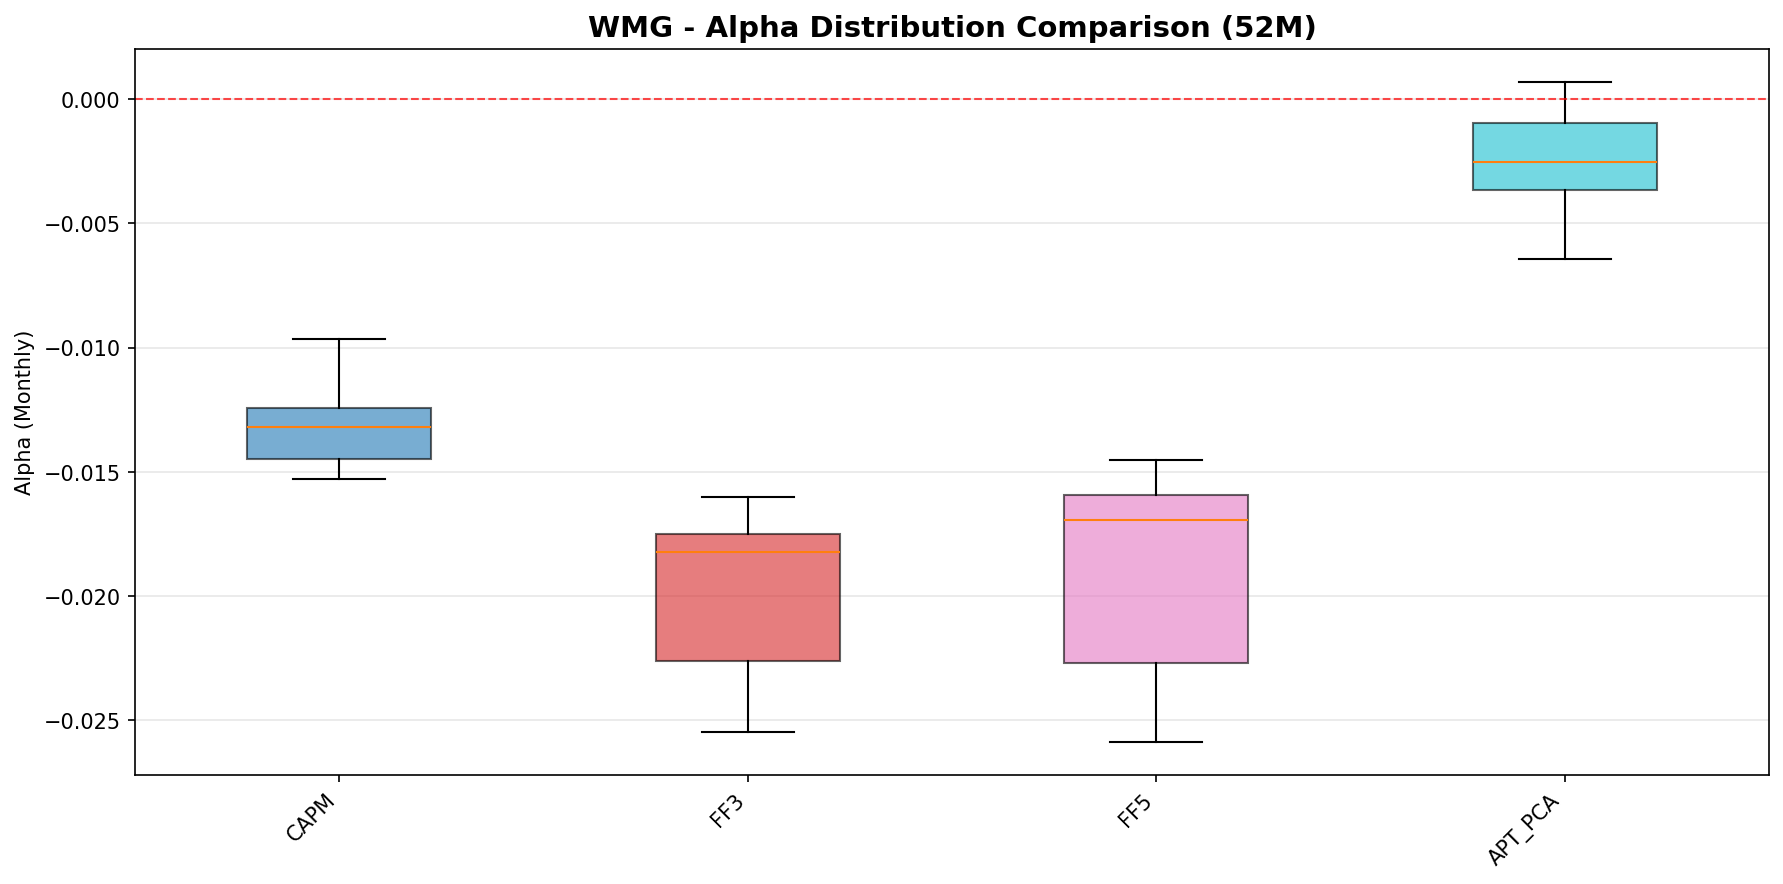 WMG - Alpha Distribution Comparison (52M)
Alpha (Monthly)
0.000
−0.005
−0.010
−0.015
−0.020
−0.025
CAPM
FF3
FF5
APT_PCA